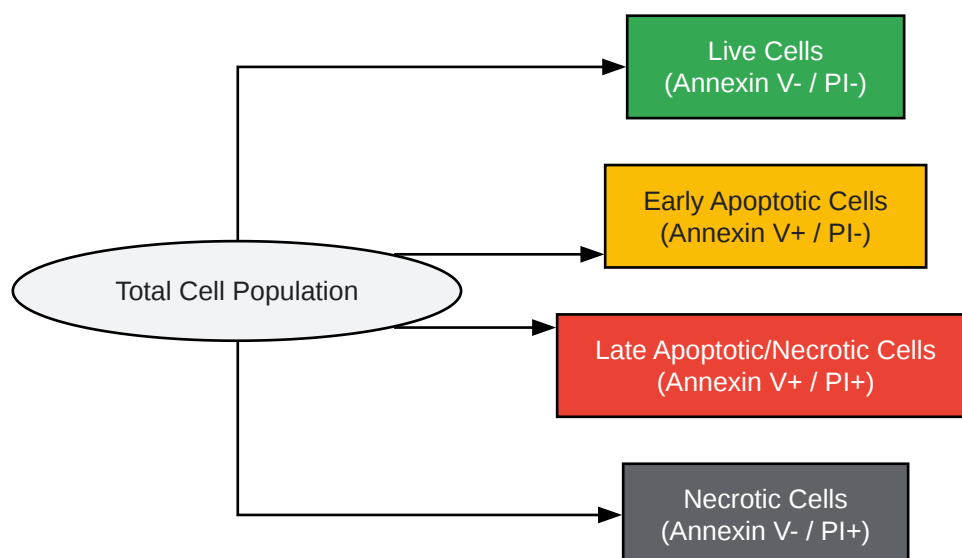 Live Cells
(Annexin V- / PI-)
Early Apoptotic Cells
(Annexin V+ / PI-)
Total Cell Population
Late Apoptotic/Necrotic Cells
(Annexin V+ / PI+)
Necrotic Cells
(Annexin V- / PI+)